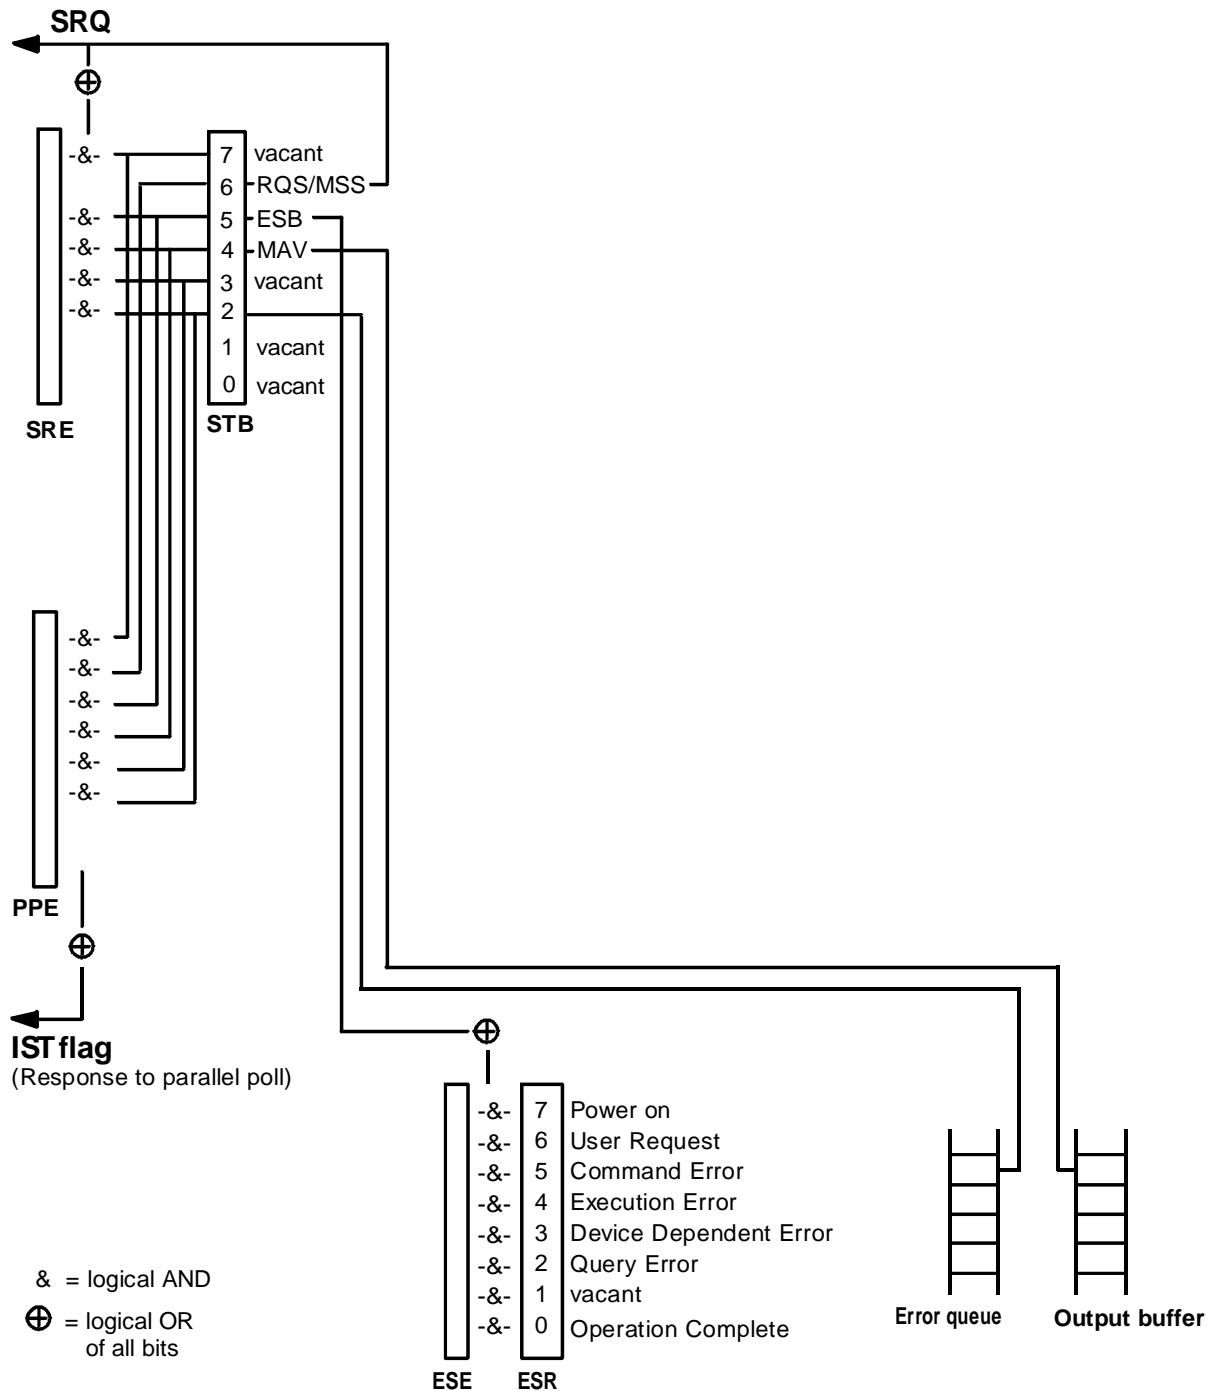 SRQ
-&- 7 vacant
6 RQS/MSS
-&- 5 ESB
-&- 4 MAV
-&- 3 vacant
-&- 2
1 vacant
0 vacant
SRE
STB
-&-
-&-
-&-
-&-
-&-
-&-
PPE
IST flag
(Response to parallel poll)
-&- 7 Power on
-&- 6 User Request
-&- 5 Command Error
-&- 4 Execution Error
-&- 3 Device Dependent Error
-&- 2 Query Error
-&- 1 vacant
-&- 0 Operation Complete
ESE
ESR
Error queue
Output buffer
& = logical AND
⊕ = logical OR
of all bits